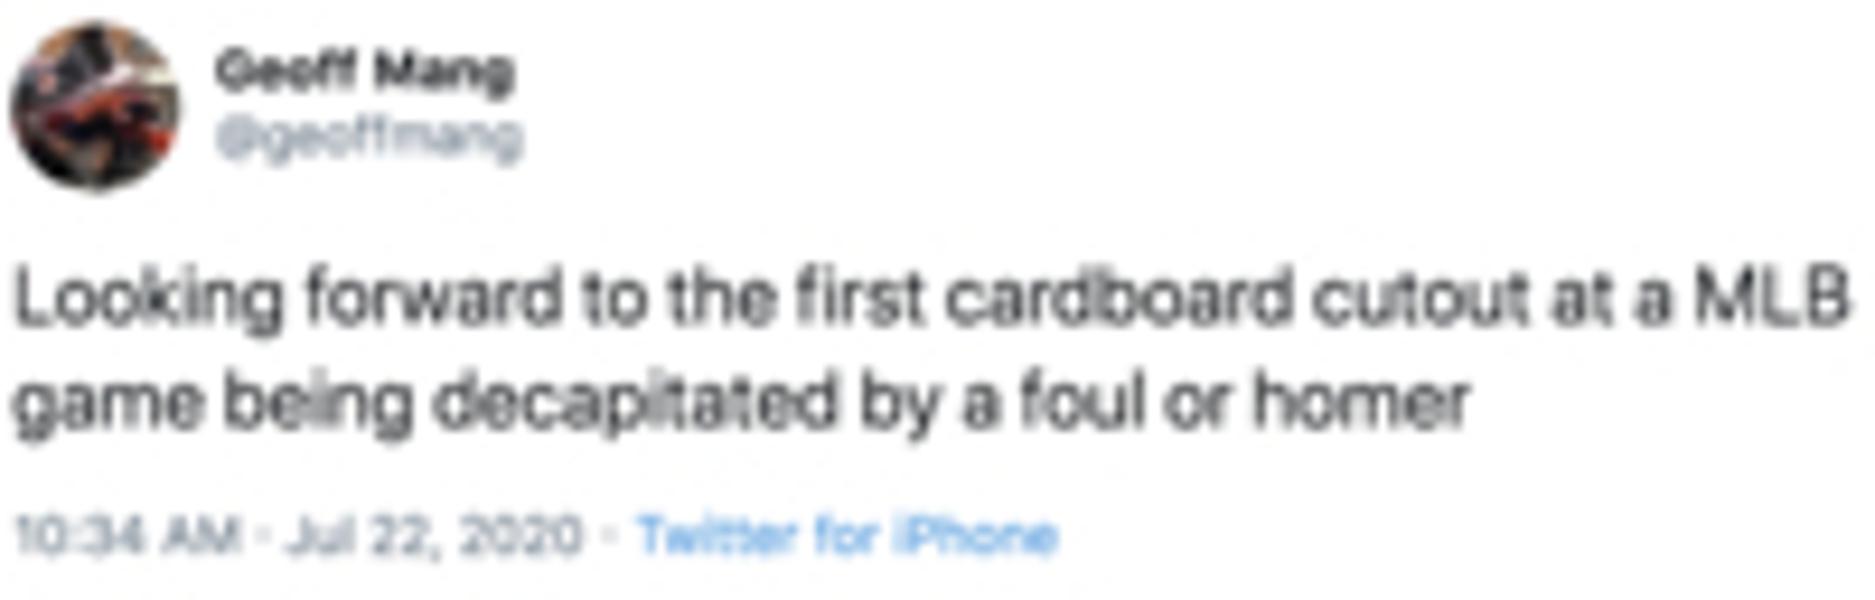 Geoff Mang
@geoffmang
Looking forward to the first cardboard cutout at a MLB
game being decapitated by a foul or homer
10:34 AM · Jul 22, 2020 · Twitter for iPhone